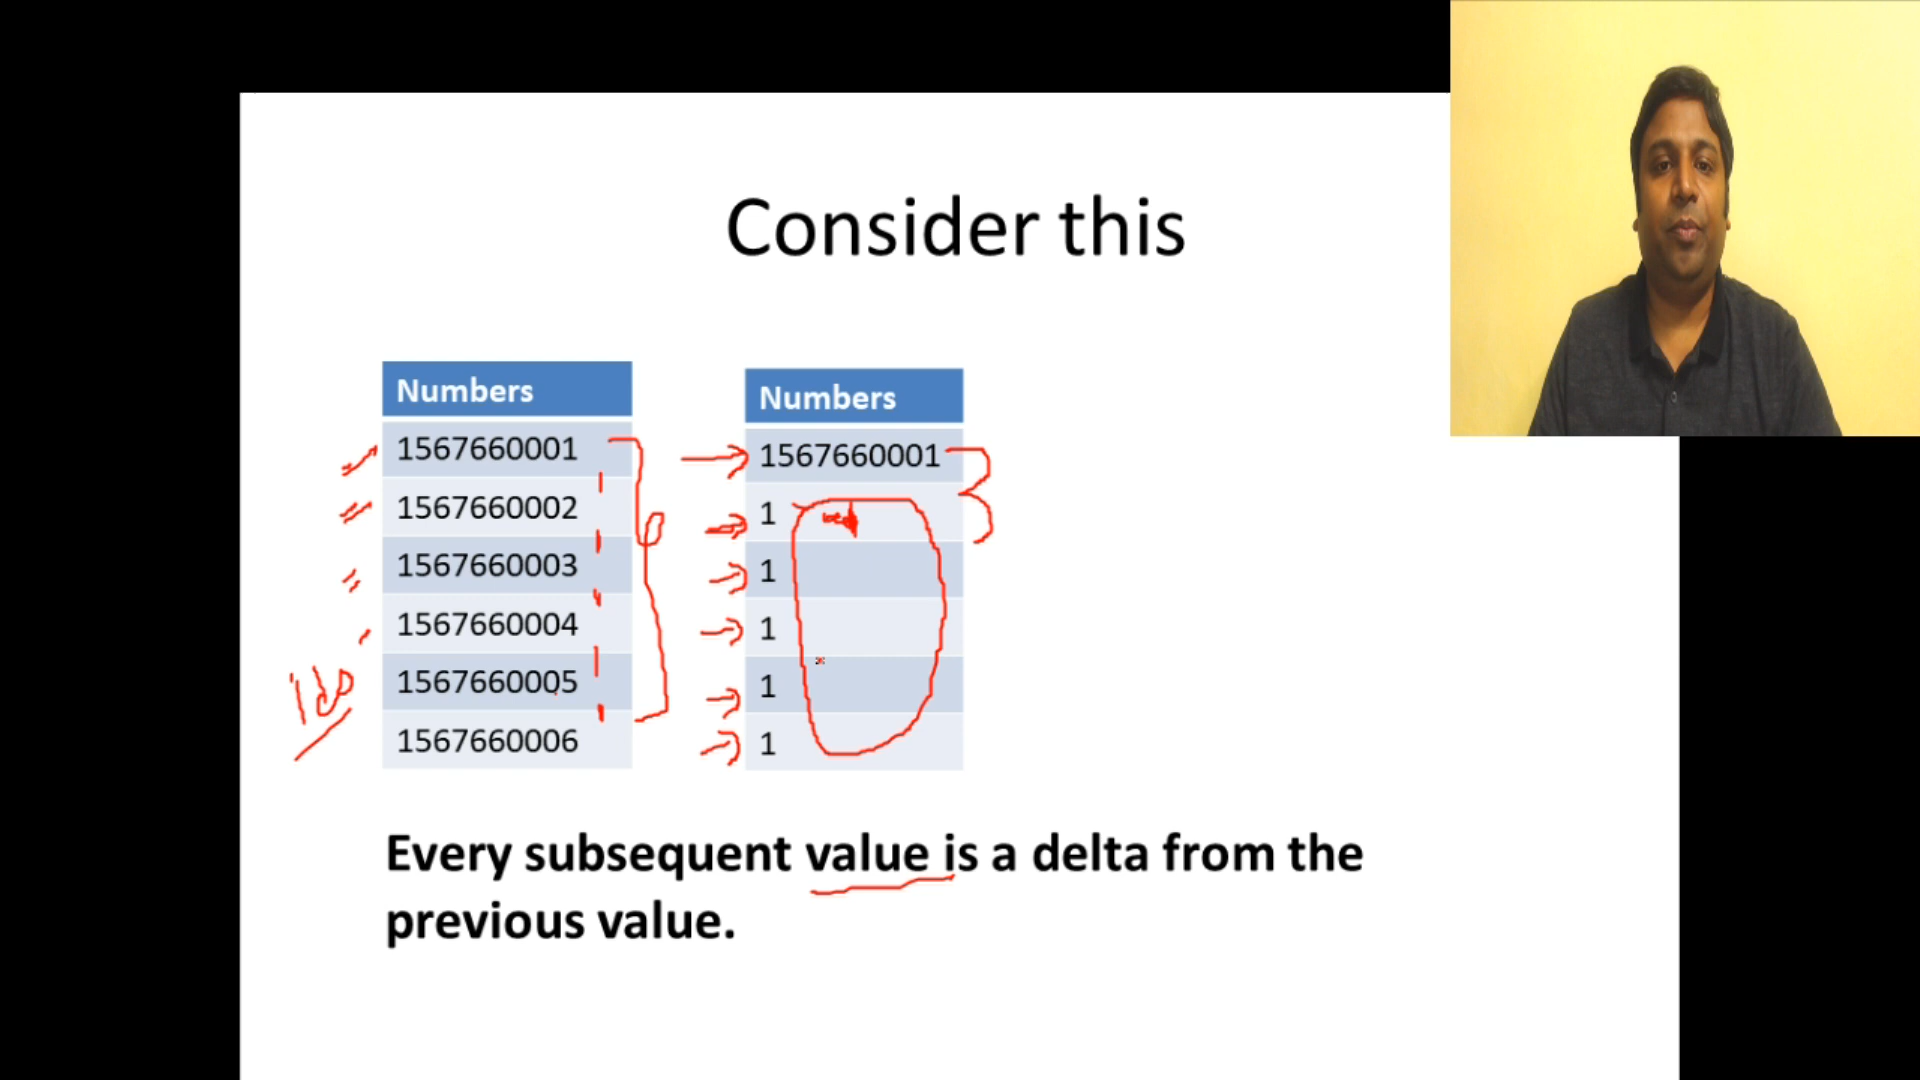 Consider this
Numbers
1567660001
1567660002
1567660003
1567660004
1567660005
1567660006
Numbers
1567660001
1
1
1
1
1
Every subsequent value is a delta from the
previous value.